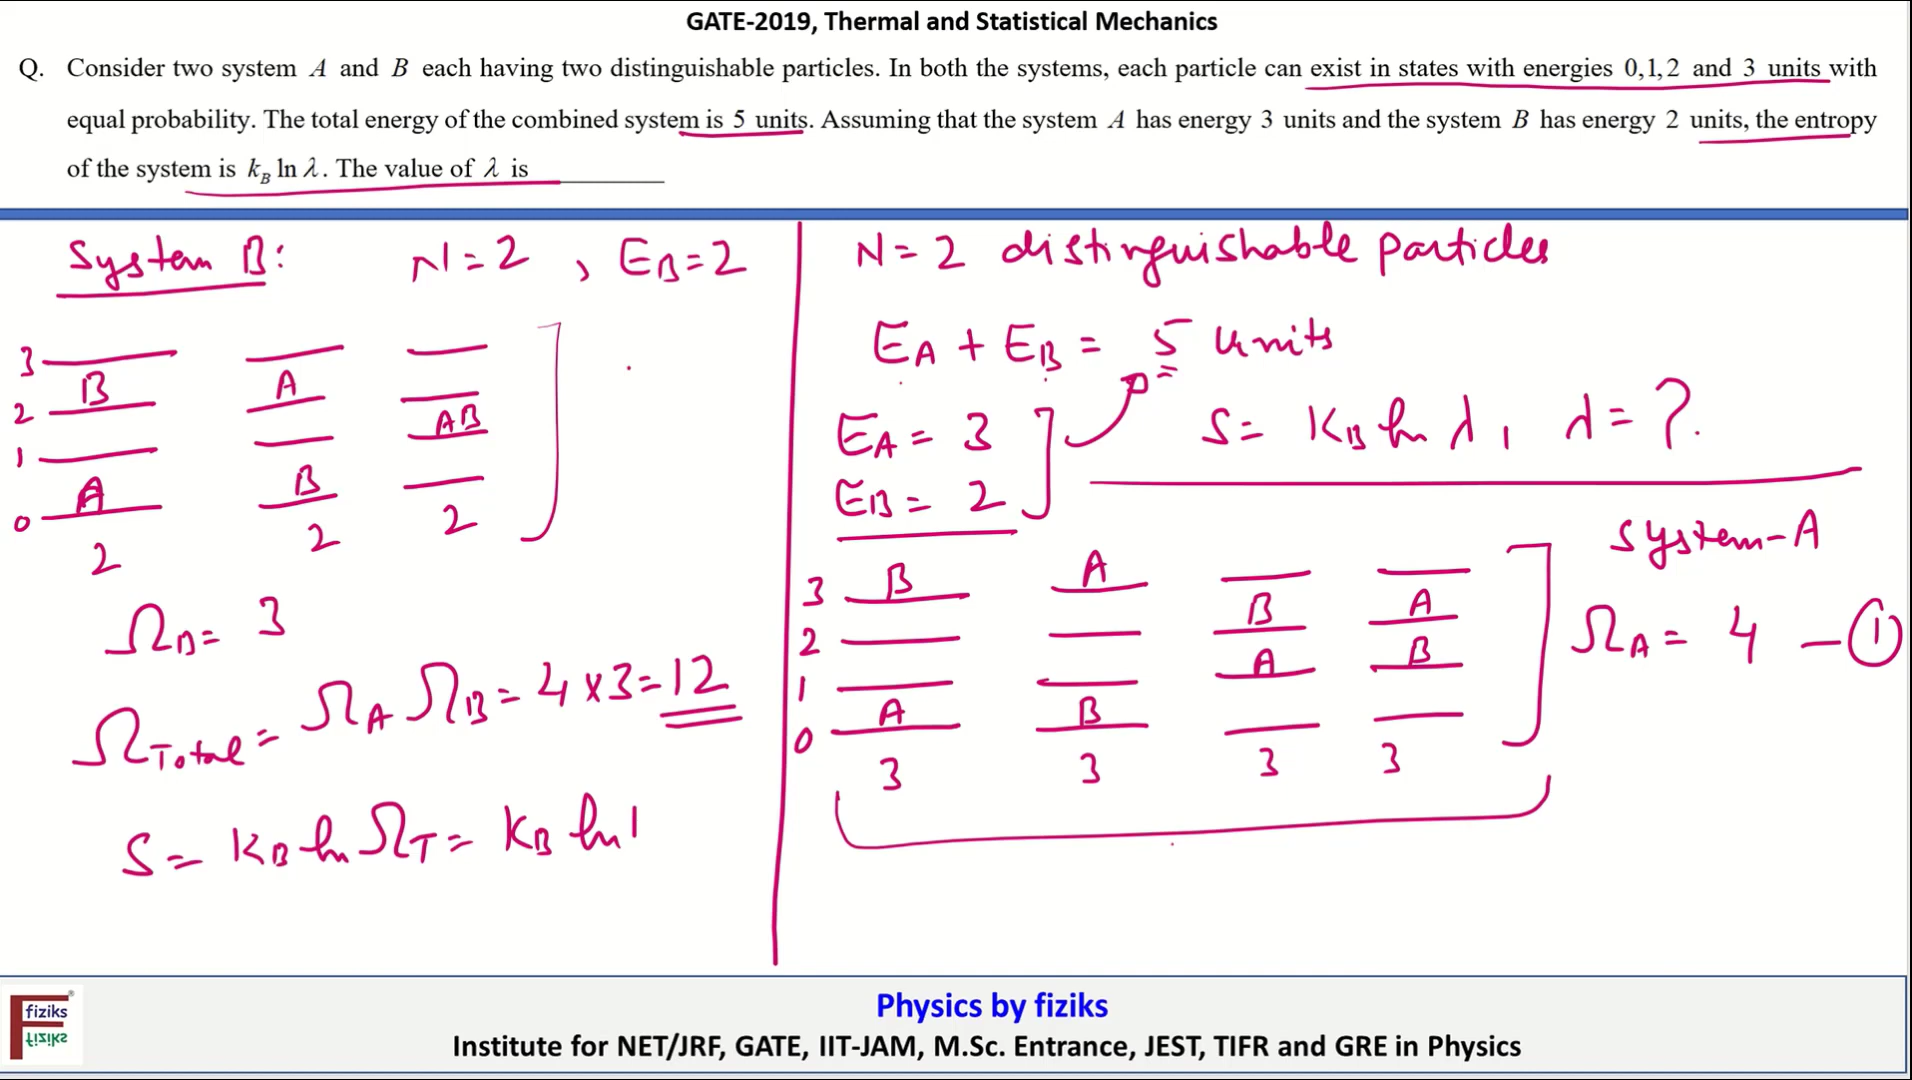 GATE-2019, Thermal and Statistical Mechanics
Q. Consider two system A and B each having two distinguishable particles. In both the systems, each particle can exist in states with energies 0,1,2 and 3 units with
equal probability. The total energy of the combined system is 5 units. Assuming that the system A has energy 3 units and the system B has energy 2 units, the entropy
of the system is k_B ln λ. The value of λ is __________
System B: N=2 , E_B=2
3
B A
2
AB
1
A B
0
2 2 2
Ω_B= 3
Ω_Total = Ω_A Ω_B = 4×3=12
S= K_B ln Ω_T = K_B ln 1
N=2 distinguishable particles
E_A + E_B = 5 units
E_A = 3
E_B = 2
S= K_B ln λ, λ=?
System-A
3 B A
2 B A
1 A B
0 A B
3 3 3 3
Ω_A= 4 —①
fiziks
fiziks
®
Physics by fiziks
Institute for NET/JRF, GATE, IIT-JAM, M.Sc. Entrance, JEST, TIFR and GRE in Physics